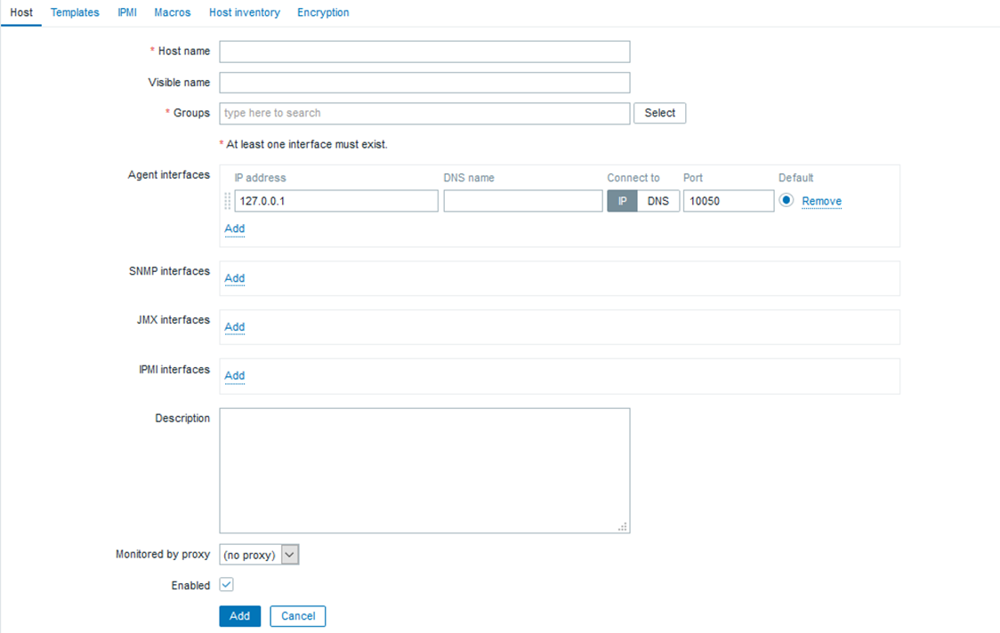 Host Templates IPMI Macros Host inventory Encryption
* Host name
Visible name
* Groups type here to search Select
* At least one interface must exist.
Agent interfaces IP address DNS name Connect to Port Default
127.0.0.1 IP DNS 10050 Remove
Add
SNMP interfaces Add
JMX interfaces Add
IPMI interfaces Add
Description
Monitored by proxy (no proxy)
Enabled
Add Cancel